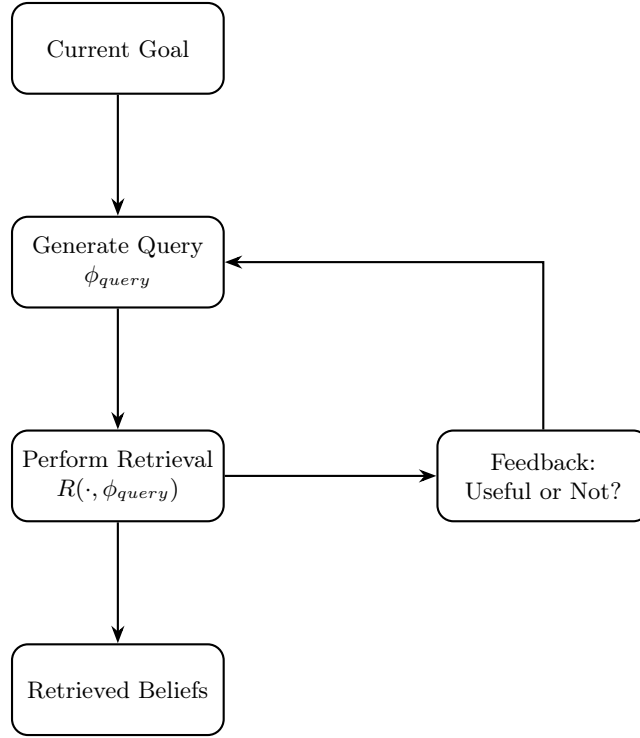 Current Goal
Generate Query
ϕ_query
Perform Retrieval
R(·, ϕ_query)
Feedback:
Useful or Not?
Retrieved Beliefs